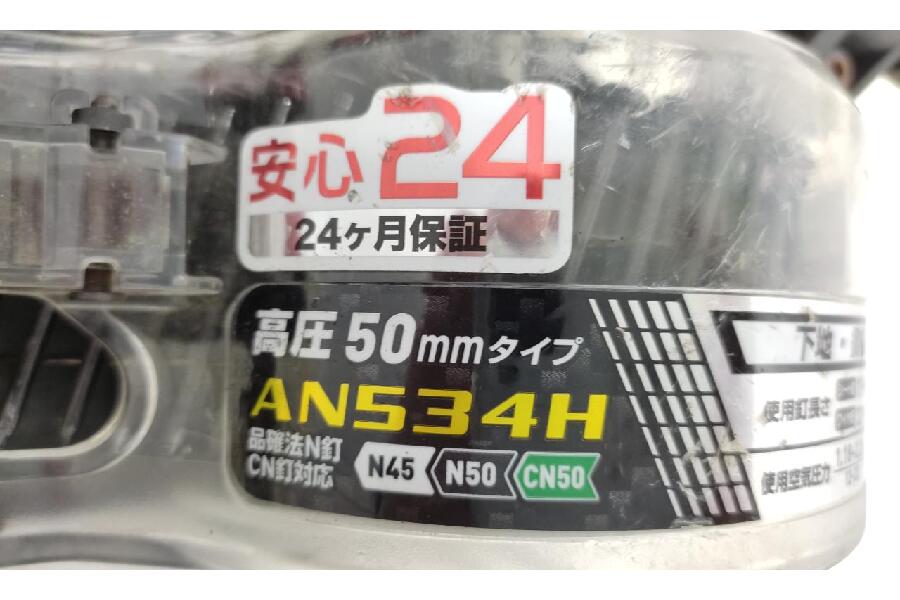 安心24
24ヶ月保証
高圧50mmタイプ
AN534H
品確法N釘
CN釘対応
N45 N50 CN50
下地・
使用釘長さ
使用空気圧力